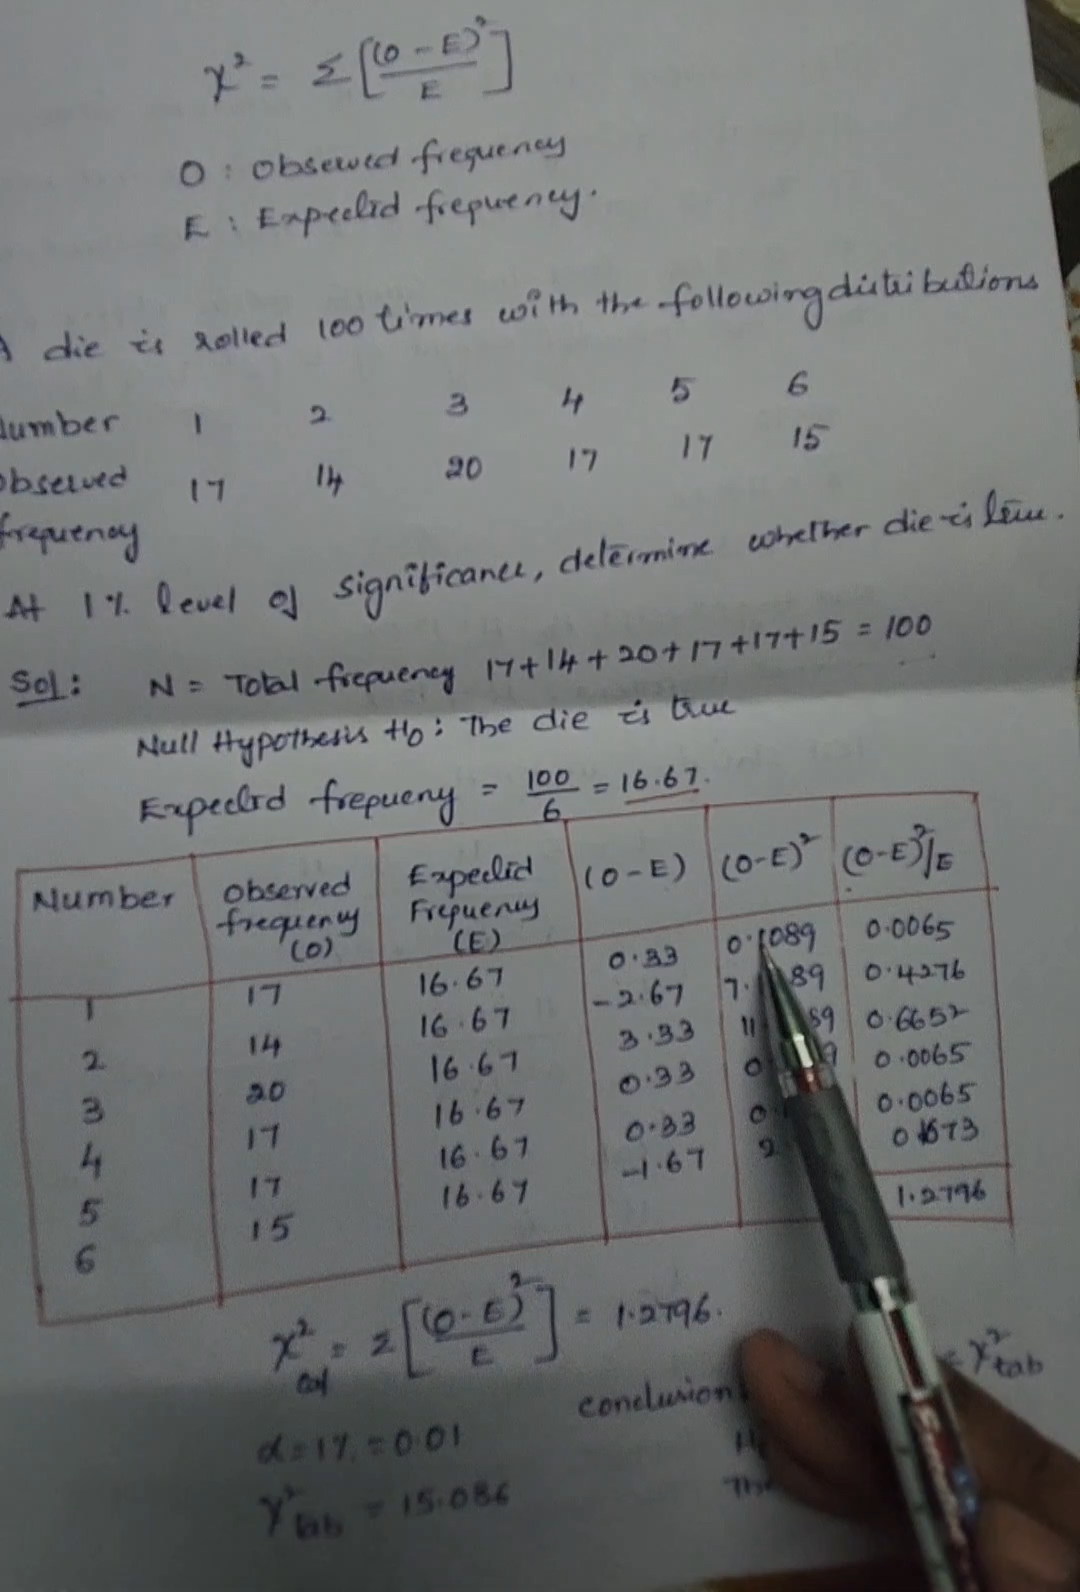 χ² = Σ [(O - E)² / E]
O : Observed frequency
E : Expected frequency.
die is rolled 100 times with the following distributions
Number 1 2 3 4 5 6
Observed 17 14 20 17 17 15
frequency
At 1% level of significance, determine whether die is true.
Sol: N = Total frequency 17+14+20+17+17+15 = 100
Null Hypothesis H₀: The die is true
Expected frequency = 100/6 = 16.67.
Number Observed frequency (O) Expected Frequency (E) (O-E) (O-E)² (O-E)²/E
1 17 16.67 0.33 0.1089 0.0065
2 14 16.67 -2.67 0.4276
3 20 16.67 3.33 0.6652
4 17 16.67 0.33 0.0065
5 17 16.67 0.33 0.0065
6 15 16.67 -1.67 0.1673
1.2796
χ²cal = Σ [(O-E)² / E] = 1.2796.
conclusion χ²tab
α = 1% = 0.01
χ²tab = 15.086